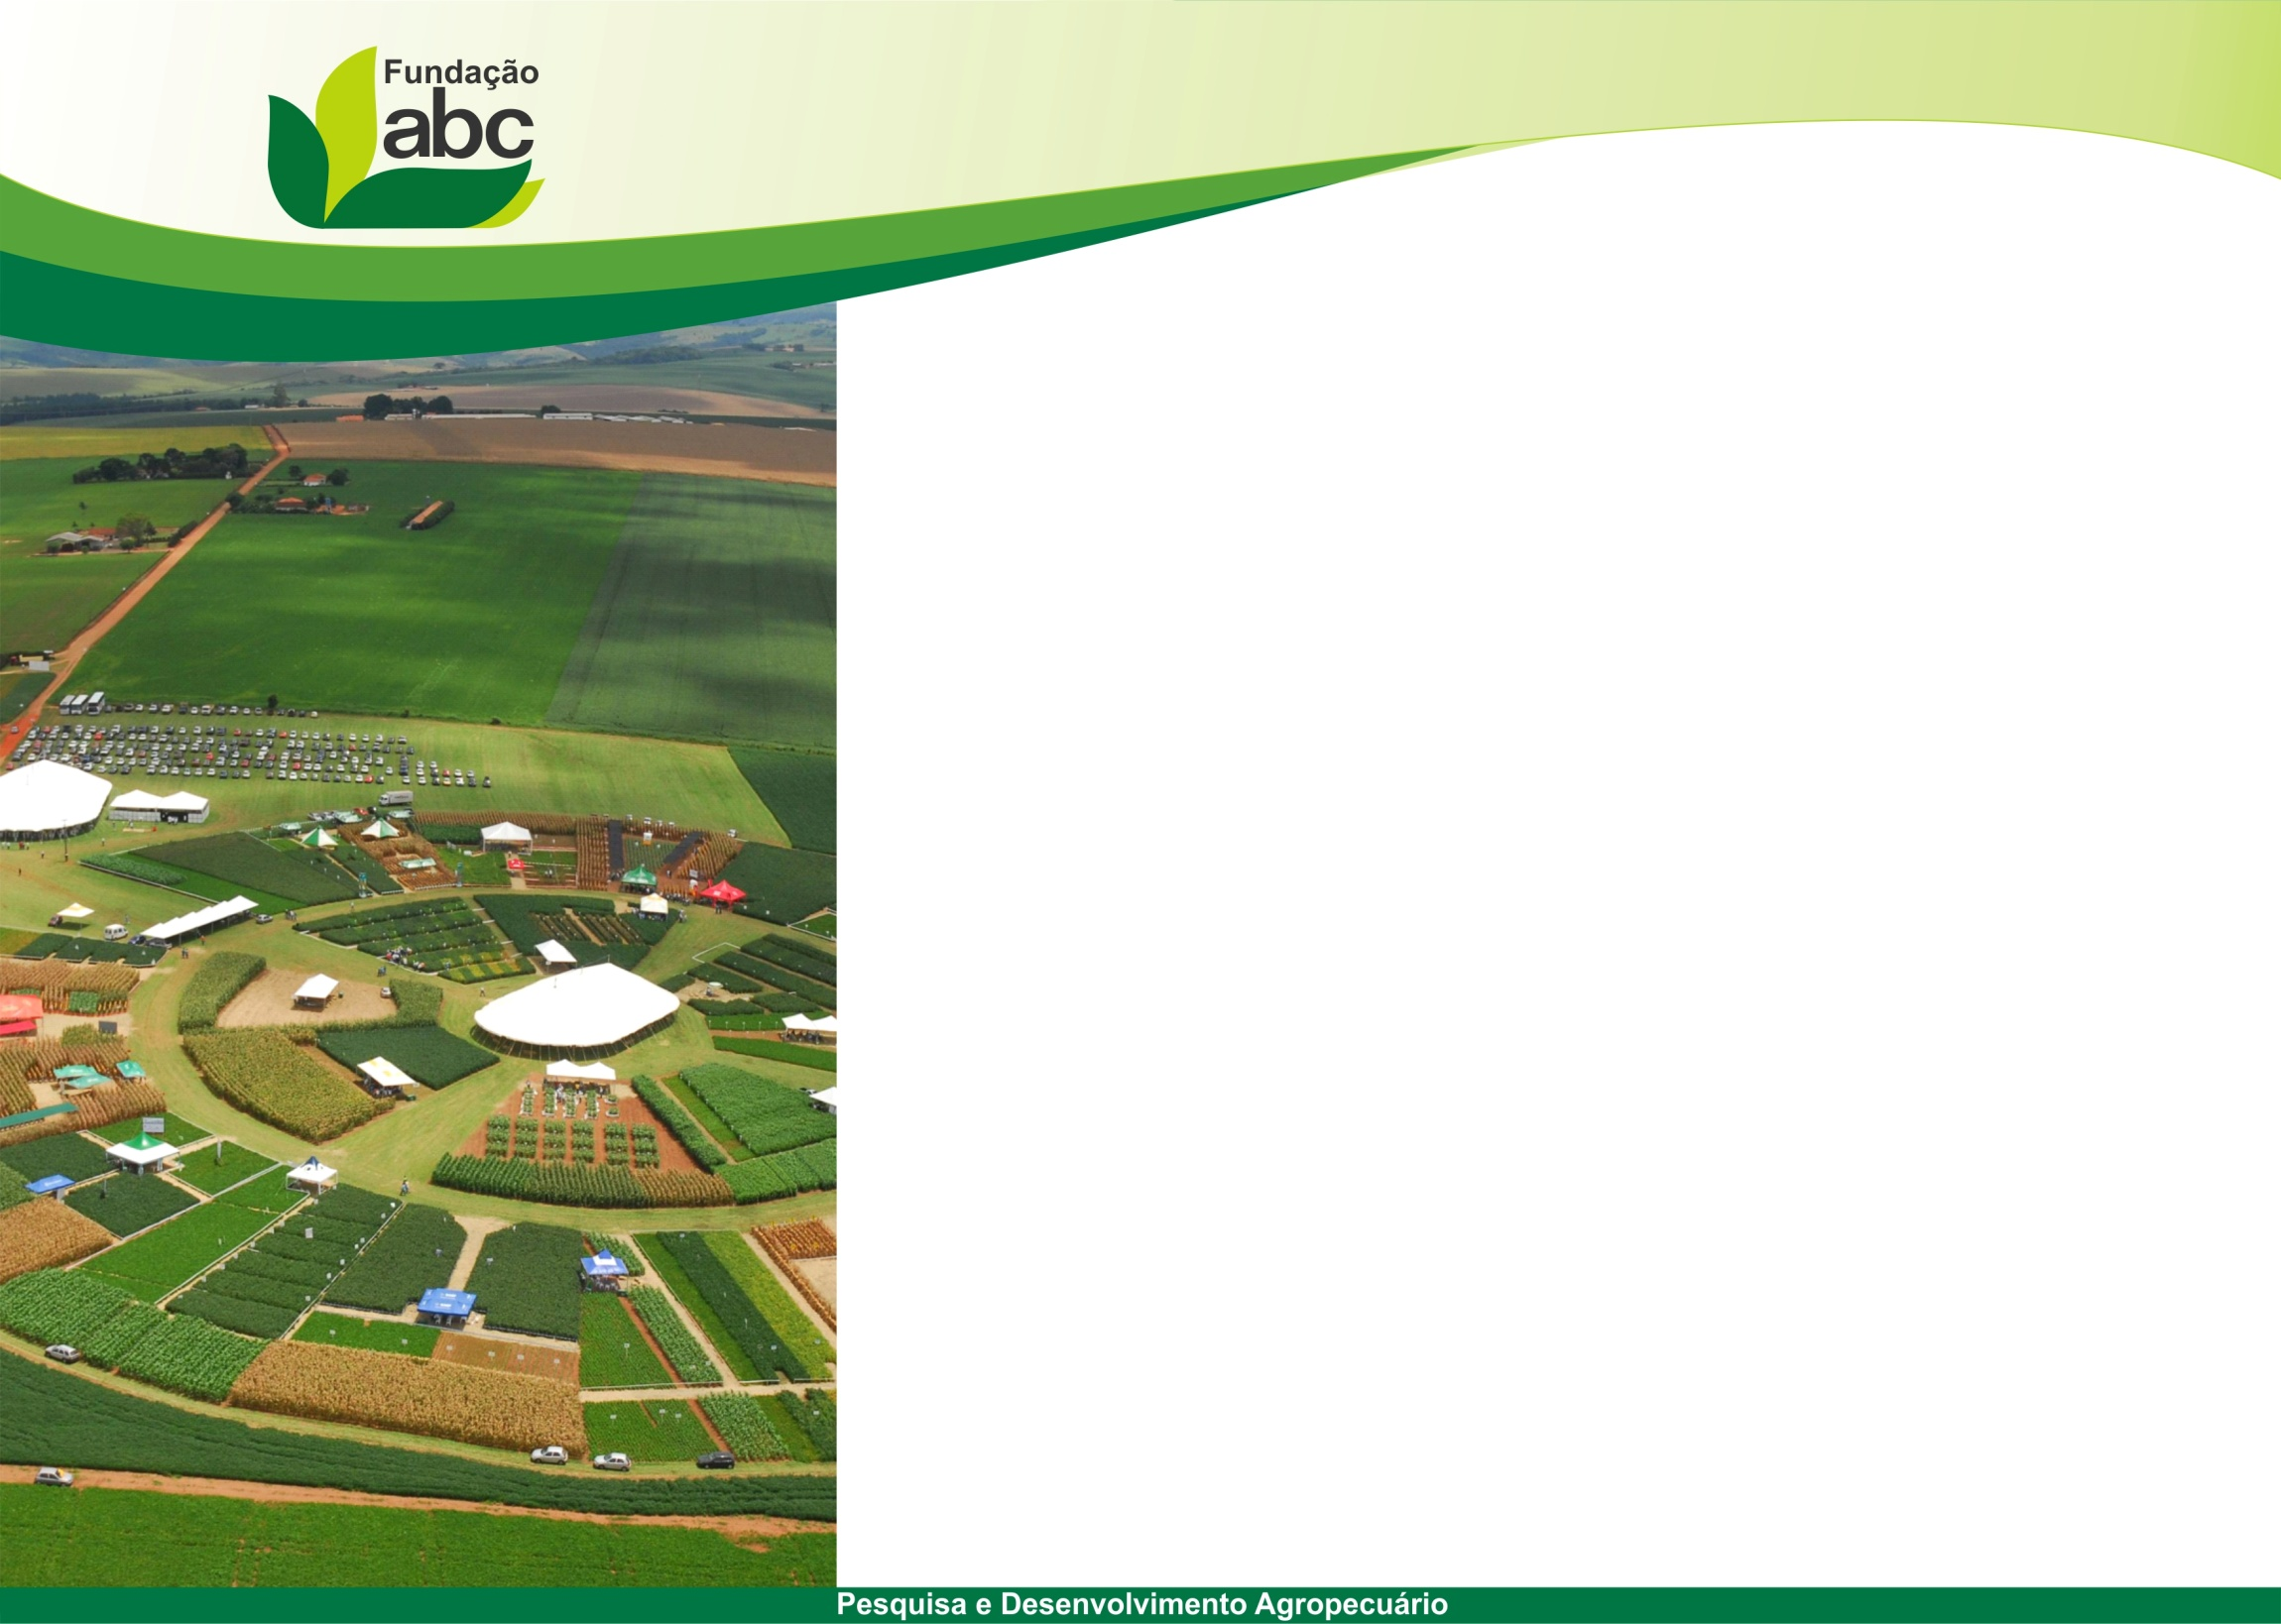 Fundação
abc
Pesquisa e Desenvolvimento Agropecuário